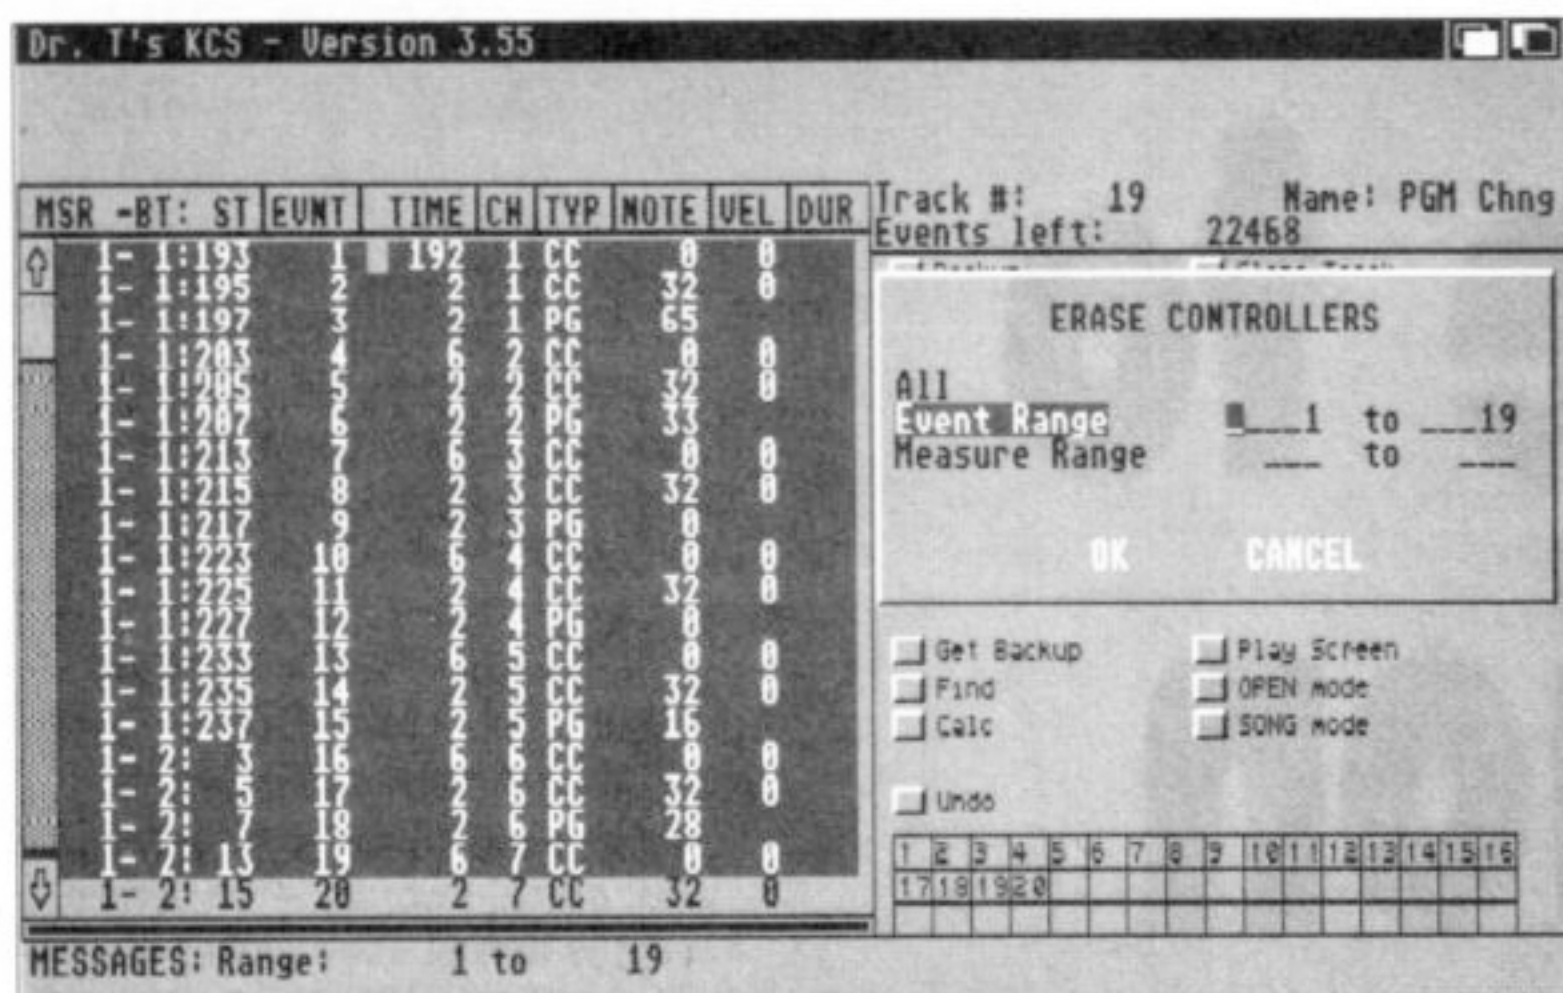 Dr. T's KCS - Version 3.55
MSR -BT: ST EVNT TIME CH TYP NOTE VEL DUR
1- 1:193 1 192 1 CC 0 0
1- 1:195 2 2 1 CC 32 0
1- 1:197 3 2 1 PG 65
1- 1:203 4 6 2 CC 0 0
1- 1:205 5 2 2 CC 32 0
1- 1:207 6 2 2 PG 33
1- 1:213 7 6 3 CC 0 0
1- 1:215 8 2 3 CC 32 0
1- 1:217 9 2 3 PG 0
1- 1:223 10 6 4 CC 0 0
1- 1:225 11 2 4 CC 32 0
1- 1:227 12 2 4 PG 0
1- 1:233 13 6 5 CC 0 0
1- 1:235 14 2 5 CC 32 0
1- 1:237 15 2 5 PG 16
1- 2: 3 16 6 6 CC 0 0
1- 2: 5 17 2 6 CC 32 0
1- 2: 7 18 2 6 PG 28
1- 2: 13 19 6 7 CC 0 0
1- 2: 15 20 2 7 CC 32 0
Track #: 19 Name: PGM Chng
Events left: 22468
ERASE CONTROLLERS
All
Event Range ____1 to ___19
Measure Range ___ to ___
OK CANCEL
Get Backup Play Screen
Find OPEN mode
Calc SONG mode
Undo
1 2 3 4 5 6 7 8 9 10 11 12 13 14 15 16
17 18 19 20
MESSAGES: Range: 1 to 19